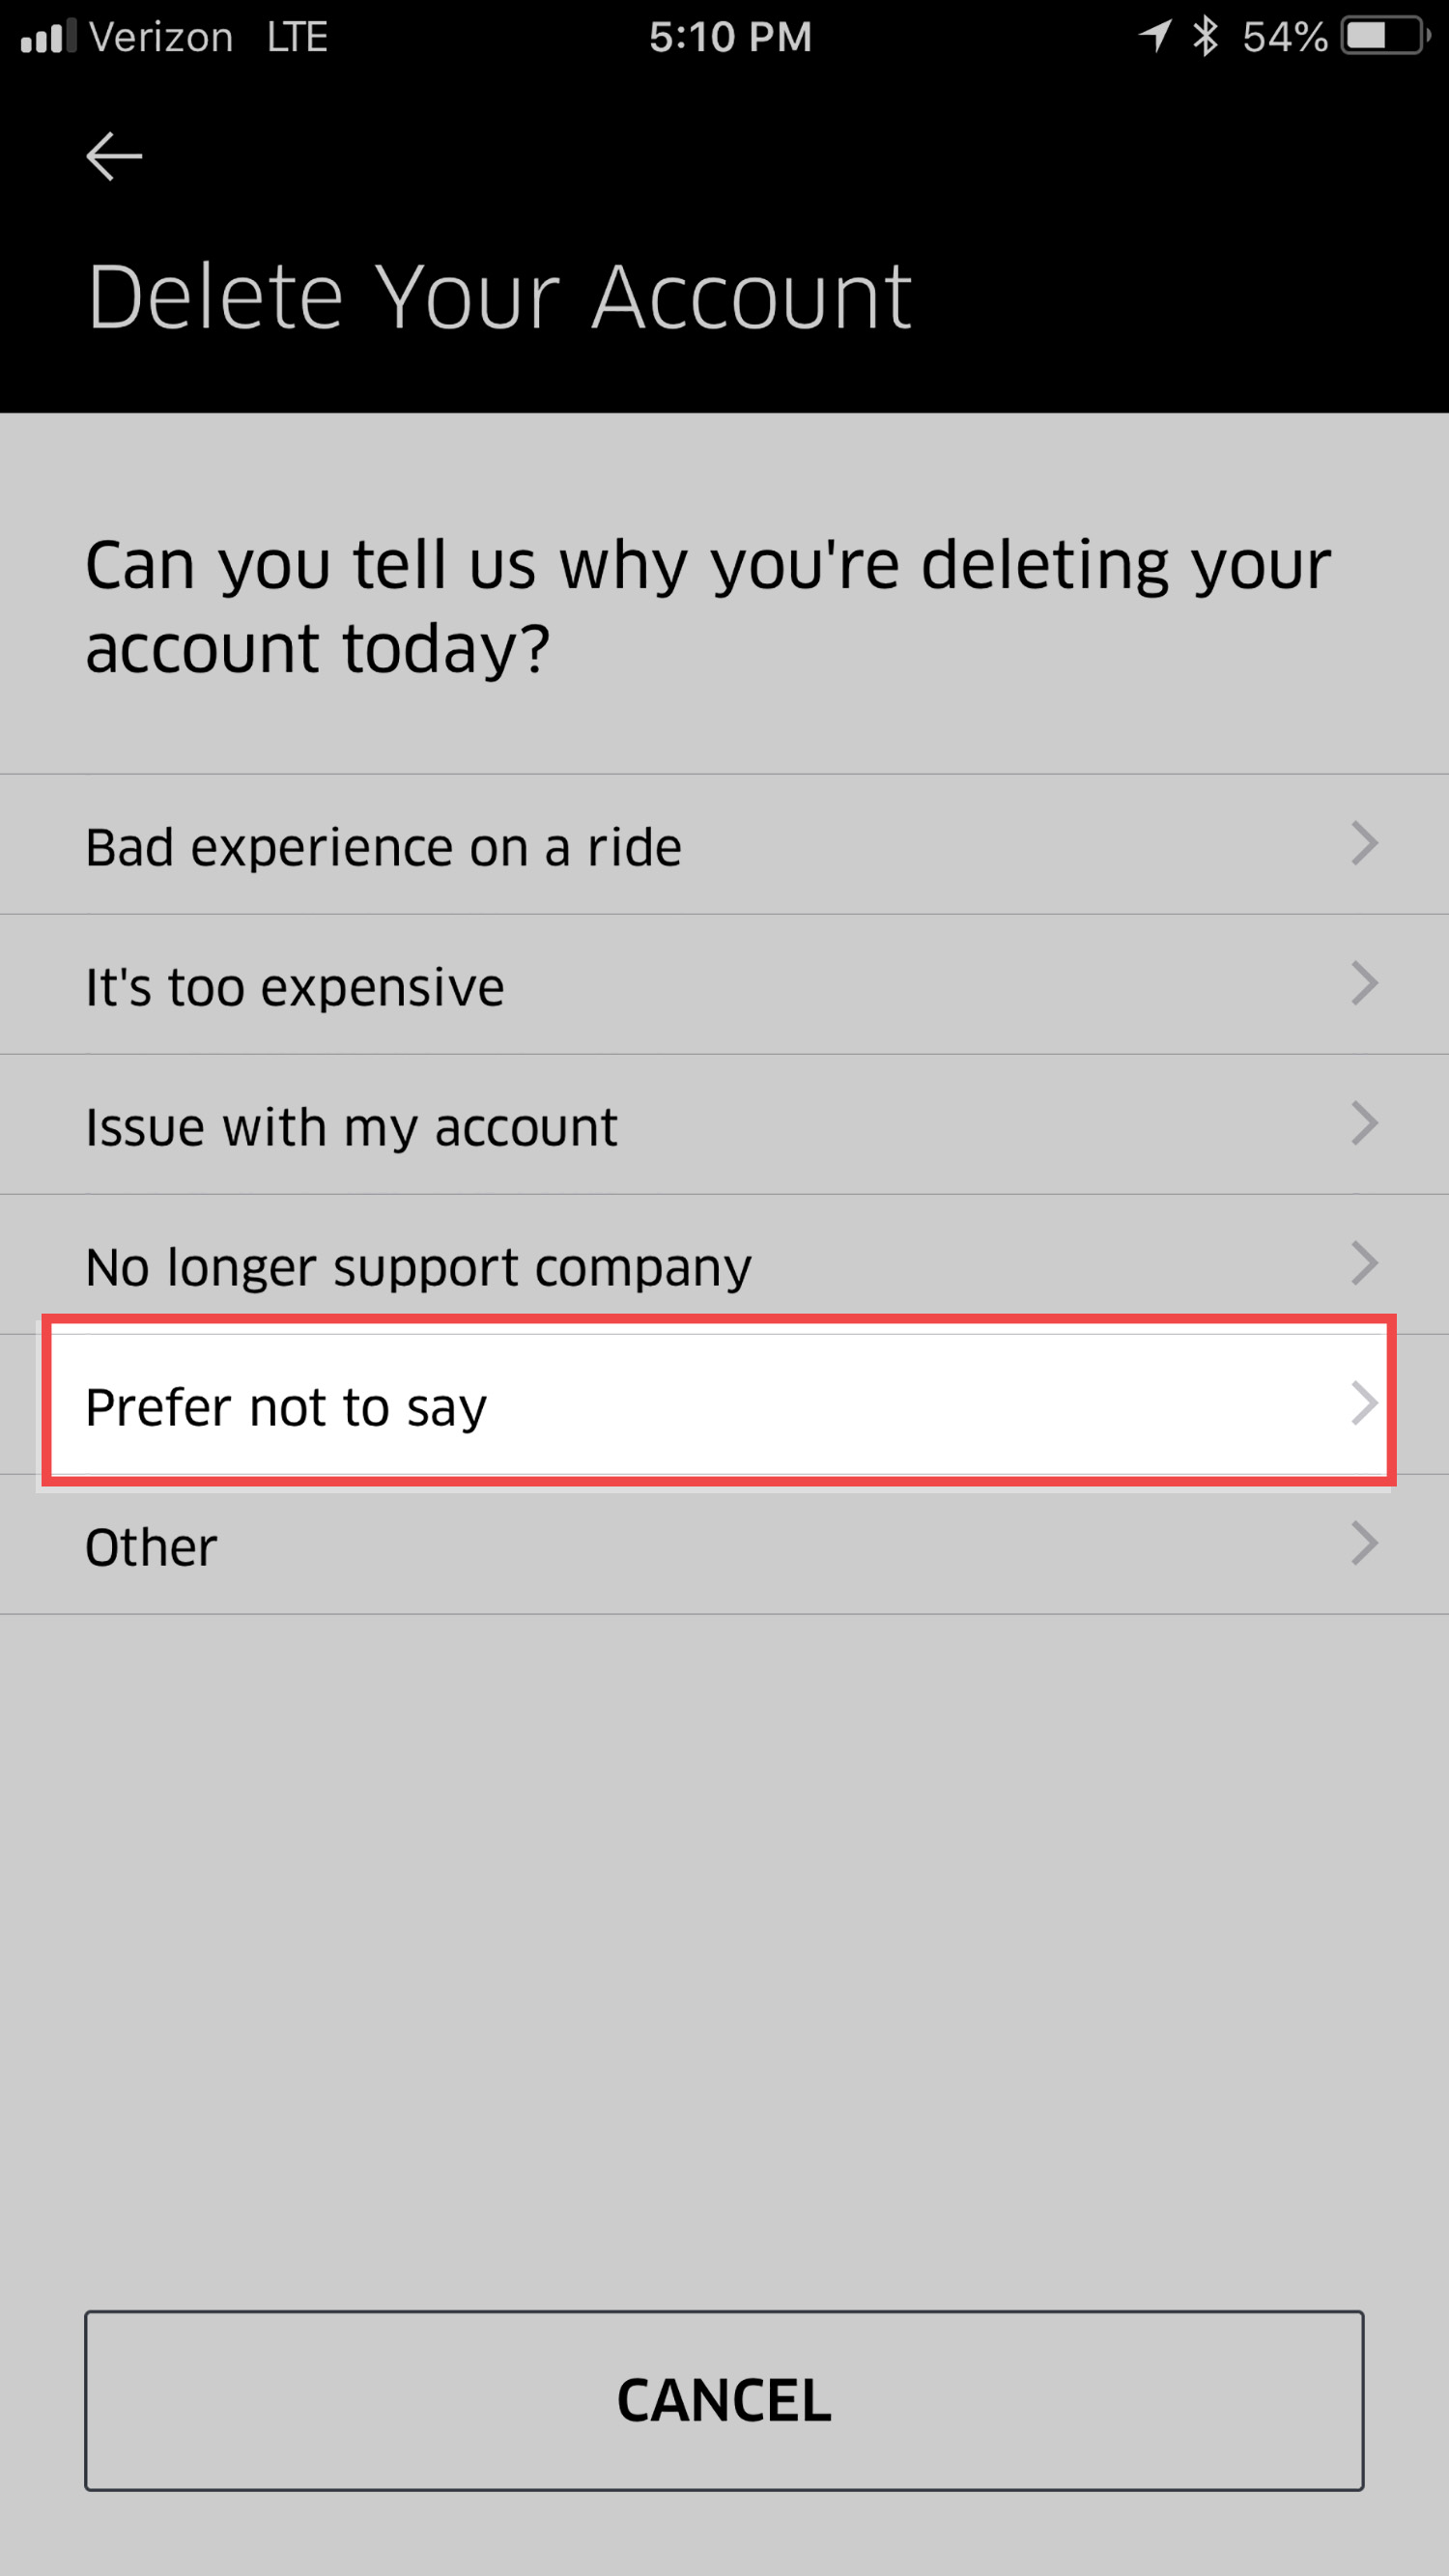 Verizon LTE 5:10 PM 54%
Delete Your Account
Can you tell us why you're deleting your
account today?
Bad experience on a ride
It's too expensive
Issue with my account
No longer support company
Prefer not to say
Other
CANCEL